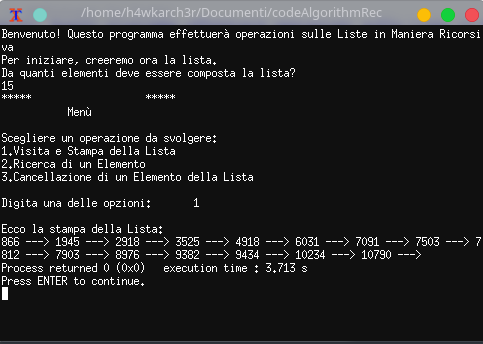 /home/h4wkarch3r/Documenti/codeAlgorithmRec
Benvenuto! Questo programma effettuerà operazioni sulle Liste in Maniera Ricorsi
va
Per iniziare, creeremo ora la lista.
Da quanti elementi deve essere composta la lista?
15
***** *****
Menù
Scegliere un operazione da svolgere:
1.Visita e Stampa della Lista
2.Ricerca di un Elemento
3.Cancellazione di un Elemento della Lista
Digita una delle opzioni: 1
Ecco la stampa della Lista:
866 ---> 1945 ---> 2918 ---> 3525 ---> 4918 ---> 6031 ---> 7091 ---> 7503 ---> 7
812 ---> 7903 ---> 8976 ---> 9382 ---> 9434 ---> 10234 ---> 10790 --->
Process returned 0 (0x0) execution time : 3.713 s
Press ENTER to continue.